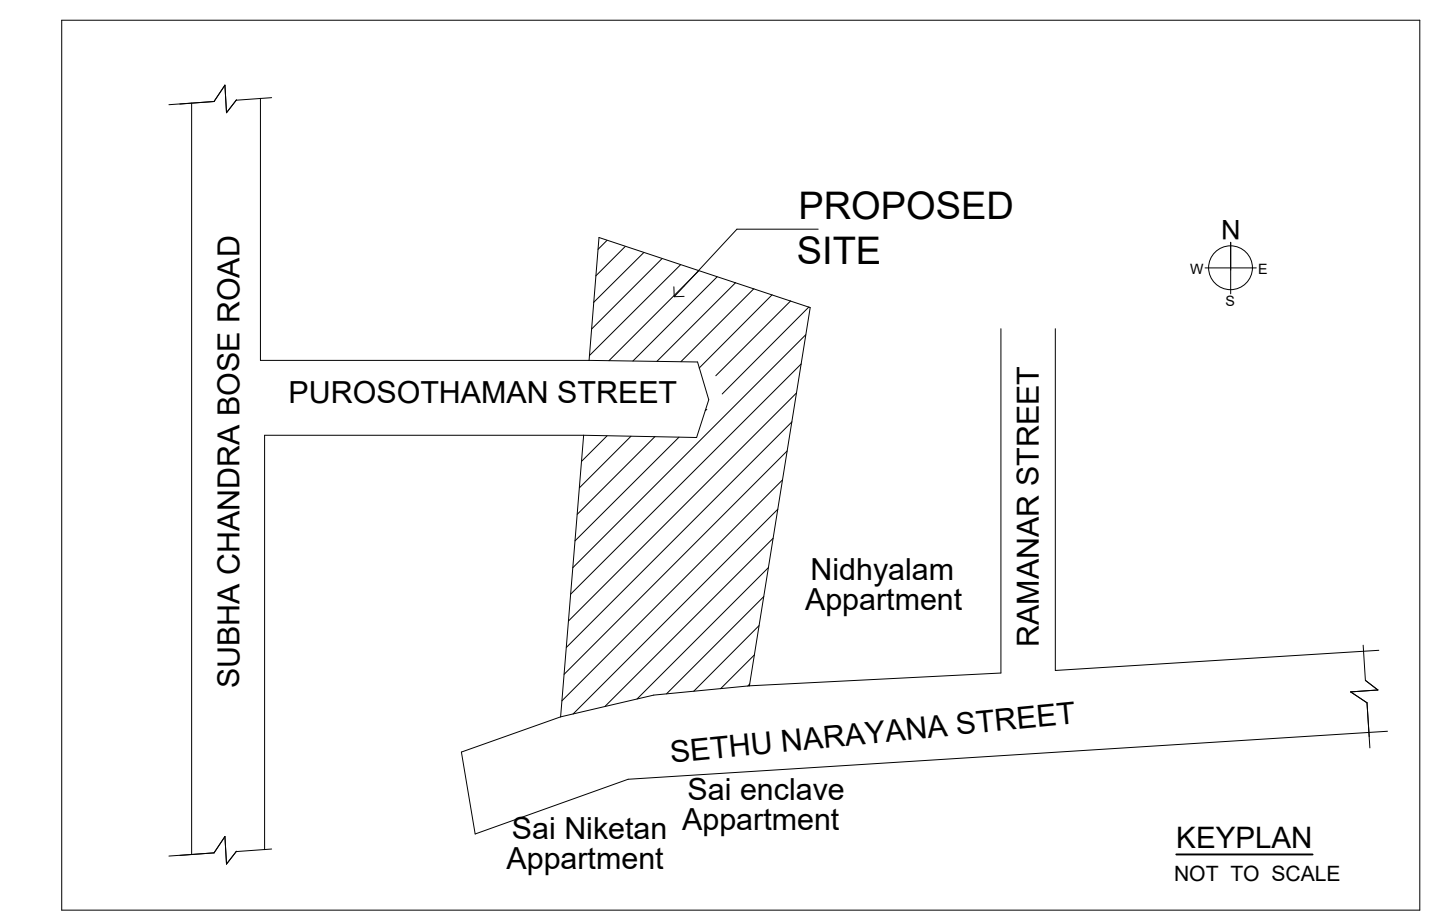 PROPOSED
SITE
N
W
E
S
SUBHA CHANDRA BOSE ROAD
PUROSOTHAMAN STREET
RAMANAR STREET
Nidhyalam
Appartment
SETHU NARAYANA STREET
Sai enclave
Appartment
Sai Niketan
Appartment
KEYPLAN
NOT TO SCALE